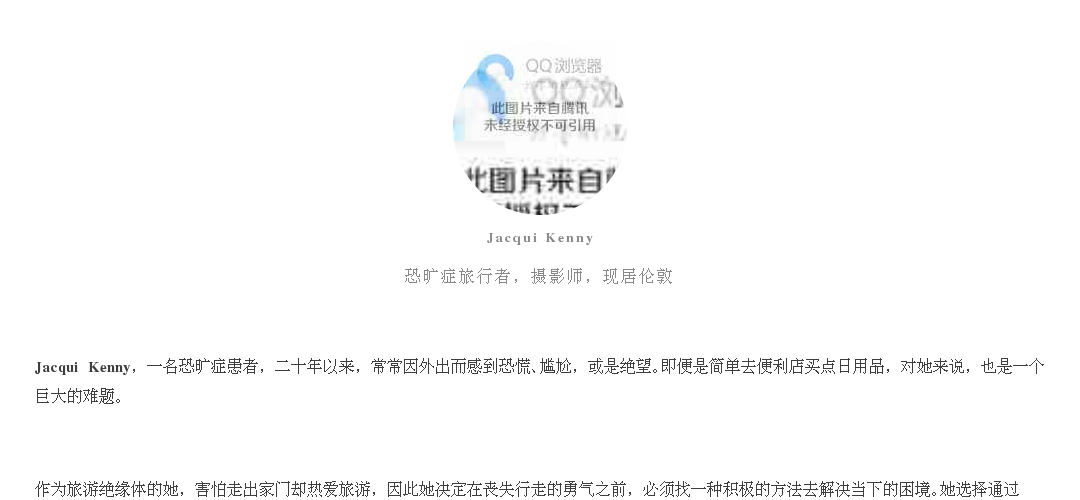 QQ浏览器
QQ浏
此图片来自腾讯
未经授权不可引用
此图片来自
授权不
Jacqui Kenny
恐旷症旅行者，摄影师，现居伦敦
Jacqui Kenny，一名恐旷症患者，二十年以来，常常因外出而感到恐慌、尴尬，或是绝望。即便是简单去便利店买点日用品，对她来说，也是一个
巨大的难题。
作为旅游绝缘体的她，害怕走出家门却热爱旅游，因此她决定在丧失行走的勇气之前，必须找一种积极的方法去解决当下的困境。她选择通过